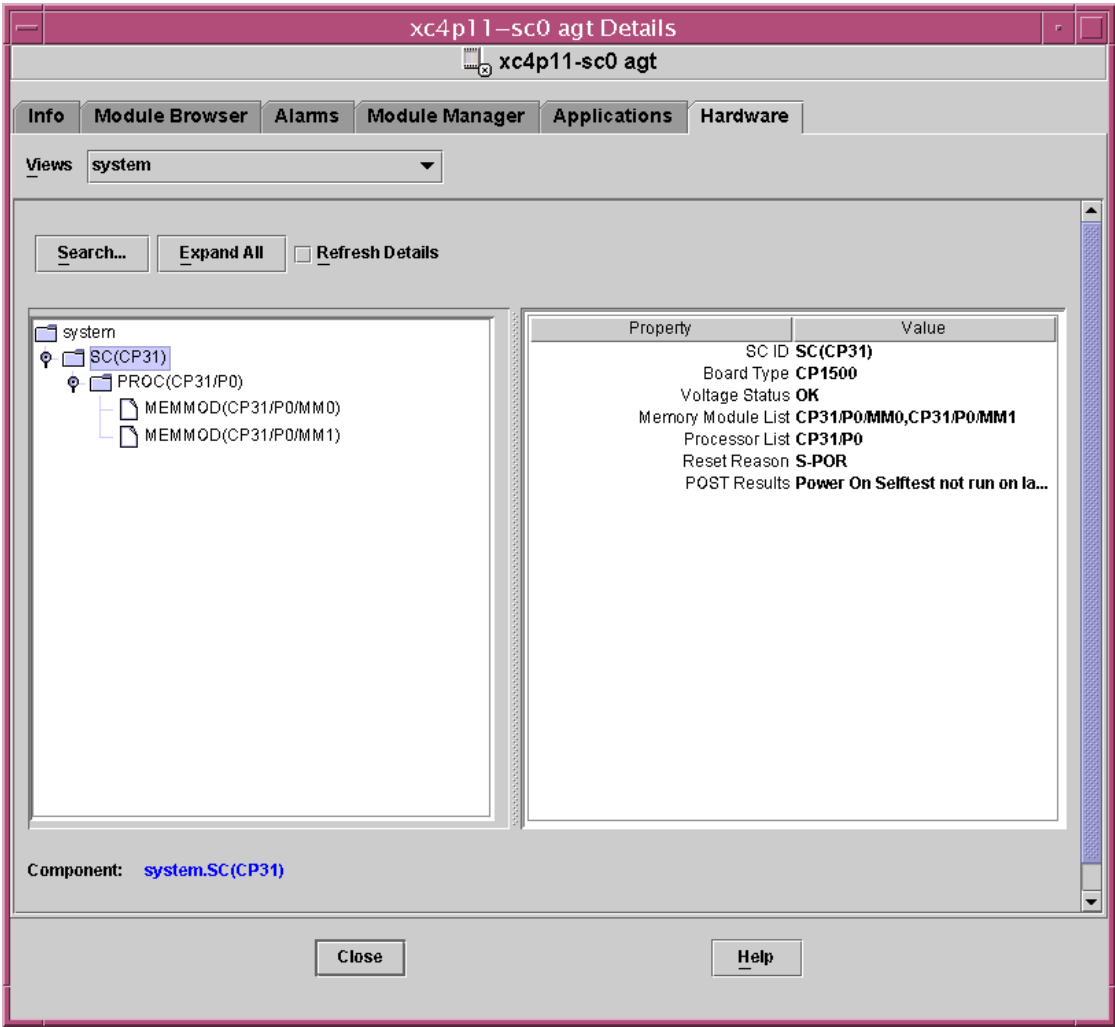 xc4p11-sc0 agt Details
xc4p11-sc0 agt
Info Module Browser Alarms Module Manager Applications Hardware
Views system
Search... Expand All Refresh Details
system
SC(CP31)
PROC(CP31/P0)
MEMMOD(CP31/P0/MM0)
MEMMOD(CP31/P0/MM1)
Property Value
SC ID SC(CP31)
Board Type CP1500
Voltage Status OK
Memory Module List CP31/P0/MM0,CP31/P0/MM1
Processor List CP31/P0
Reset Reason S-POR
POST Results Power On Selftest not run on la...
Component: system.SC(CP31)
Close Help